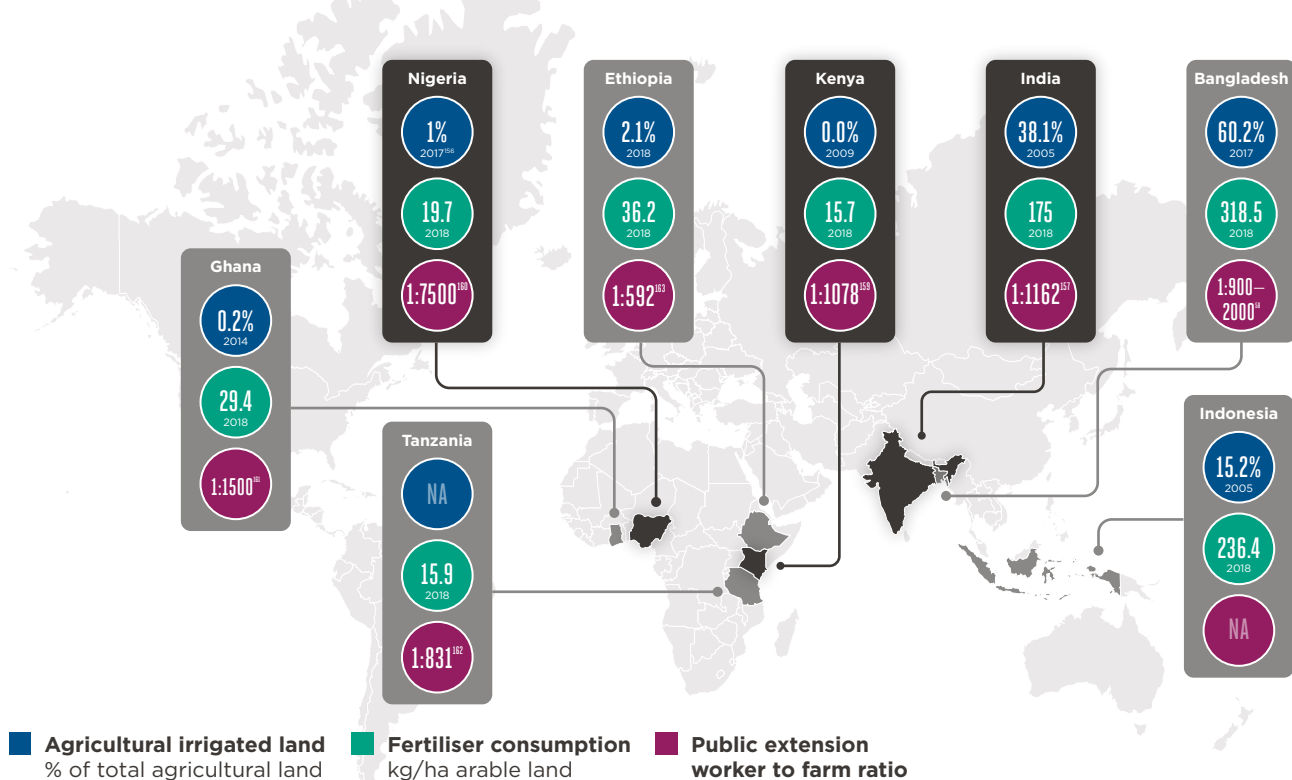 Nigeria
1%
2017¹⁵⁶
19.7
2018
1:7500¹⁶⁰
Ethiopia
2.1%
2018
36.2
2018
1:592¹⁶³
Kenya
0.0%
2009
15.7
2018
1:1078¹⁵⁹
India
38.1%
2005
175
2018
1:1162¹⁵⁷
Bangladesh
60.2%
2017
318.5
2018
1:900–
2000¹⁴
Ghana
0.2%
2014
29.4
2018
1:1500¹⁶¹
Tanzania
NA
15.9
2018
1:831¹⁶²
Indonesia
15.2%
2005
236.4
2018
NA
Agricultural irrigated land
% of total agricultural land
Fertiliser consumption
kg/ha arable land
Public extension
worker to farm ratio